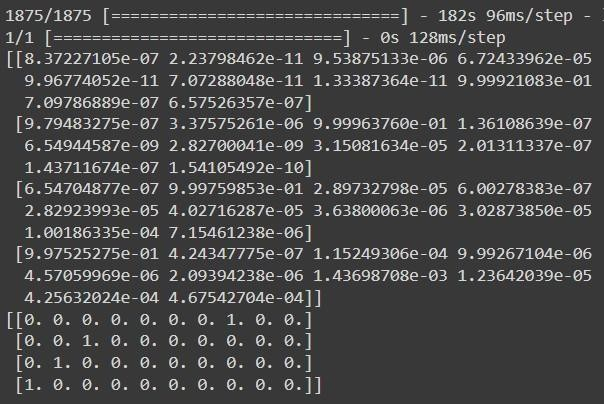 1875/1875 [==============================] - 182s 96ms/step -
1/1 [==============================] - 0s 128ms/step
[[8.37227105e-07 2.23798462e-11 9.53875133e-06 6.72433962e-05
  9.96774052e-11 7.07288048e-11 1.33387364e-11 9.99921083e-01
  7.09786889e-07 6.57526357e-07]
 [9.79483275e-07 3.37575261e-06 9.99963760e-01 1.36108639e-07
  6.54944587e-09 2.82700041e-09 3.15081634e-05 2.01311337e-07
  1.43711674e-07 1.54105492e-10]
 [6.54704877e-07 9.99759853e-01 2.89732798e-05 6.00278383e-07
  2.82923993e-05 4.02716287e-05 3.63800063e-06 3.02873850e-05
  1.00186335e-04 7.15461238e-06]
 [9.97525275e-01 4.24347775e-07 1.15249306e-04 9.99267104e-06
  4.57059969e-06 2.09394238e-06 1.43698708e-03 1.23642039e-05
  4.25632024e-04 4.67542704e-04]]
[[0. 0. 0. 0. 0. 0. 0. 1. 0. 0.]
 [0. 0. 1. 0. 0. 0. 0. 0. 0. 0.]
 [0. 1. 0. 0. 0. 0. 0. 0. 0. 0.]
 [1. 0. 0. 0. 0. 0. 0. 0. 0. 0.]]